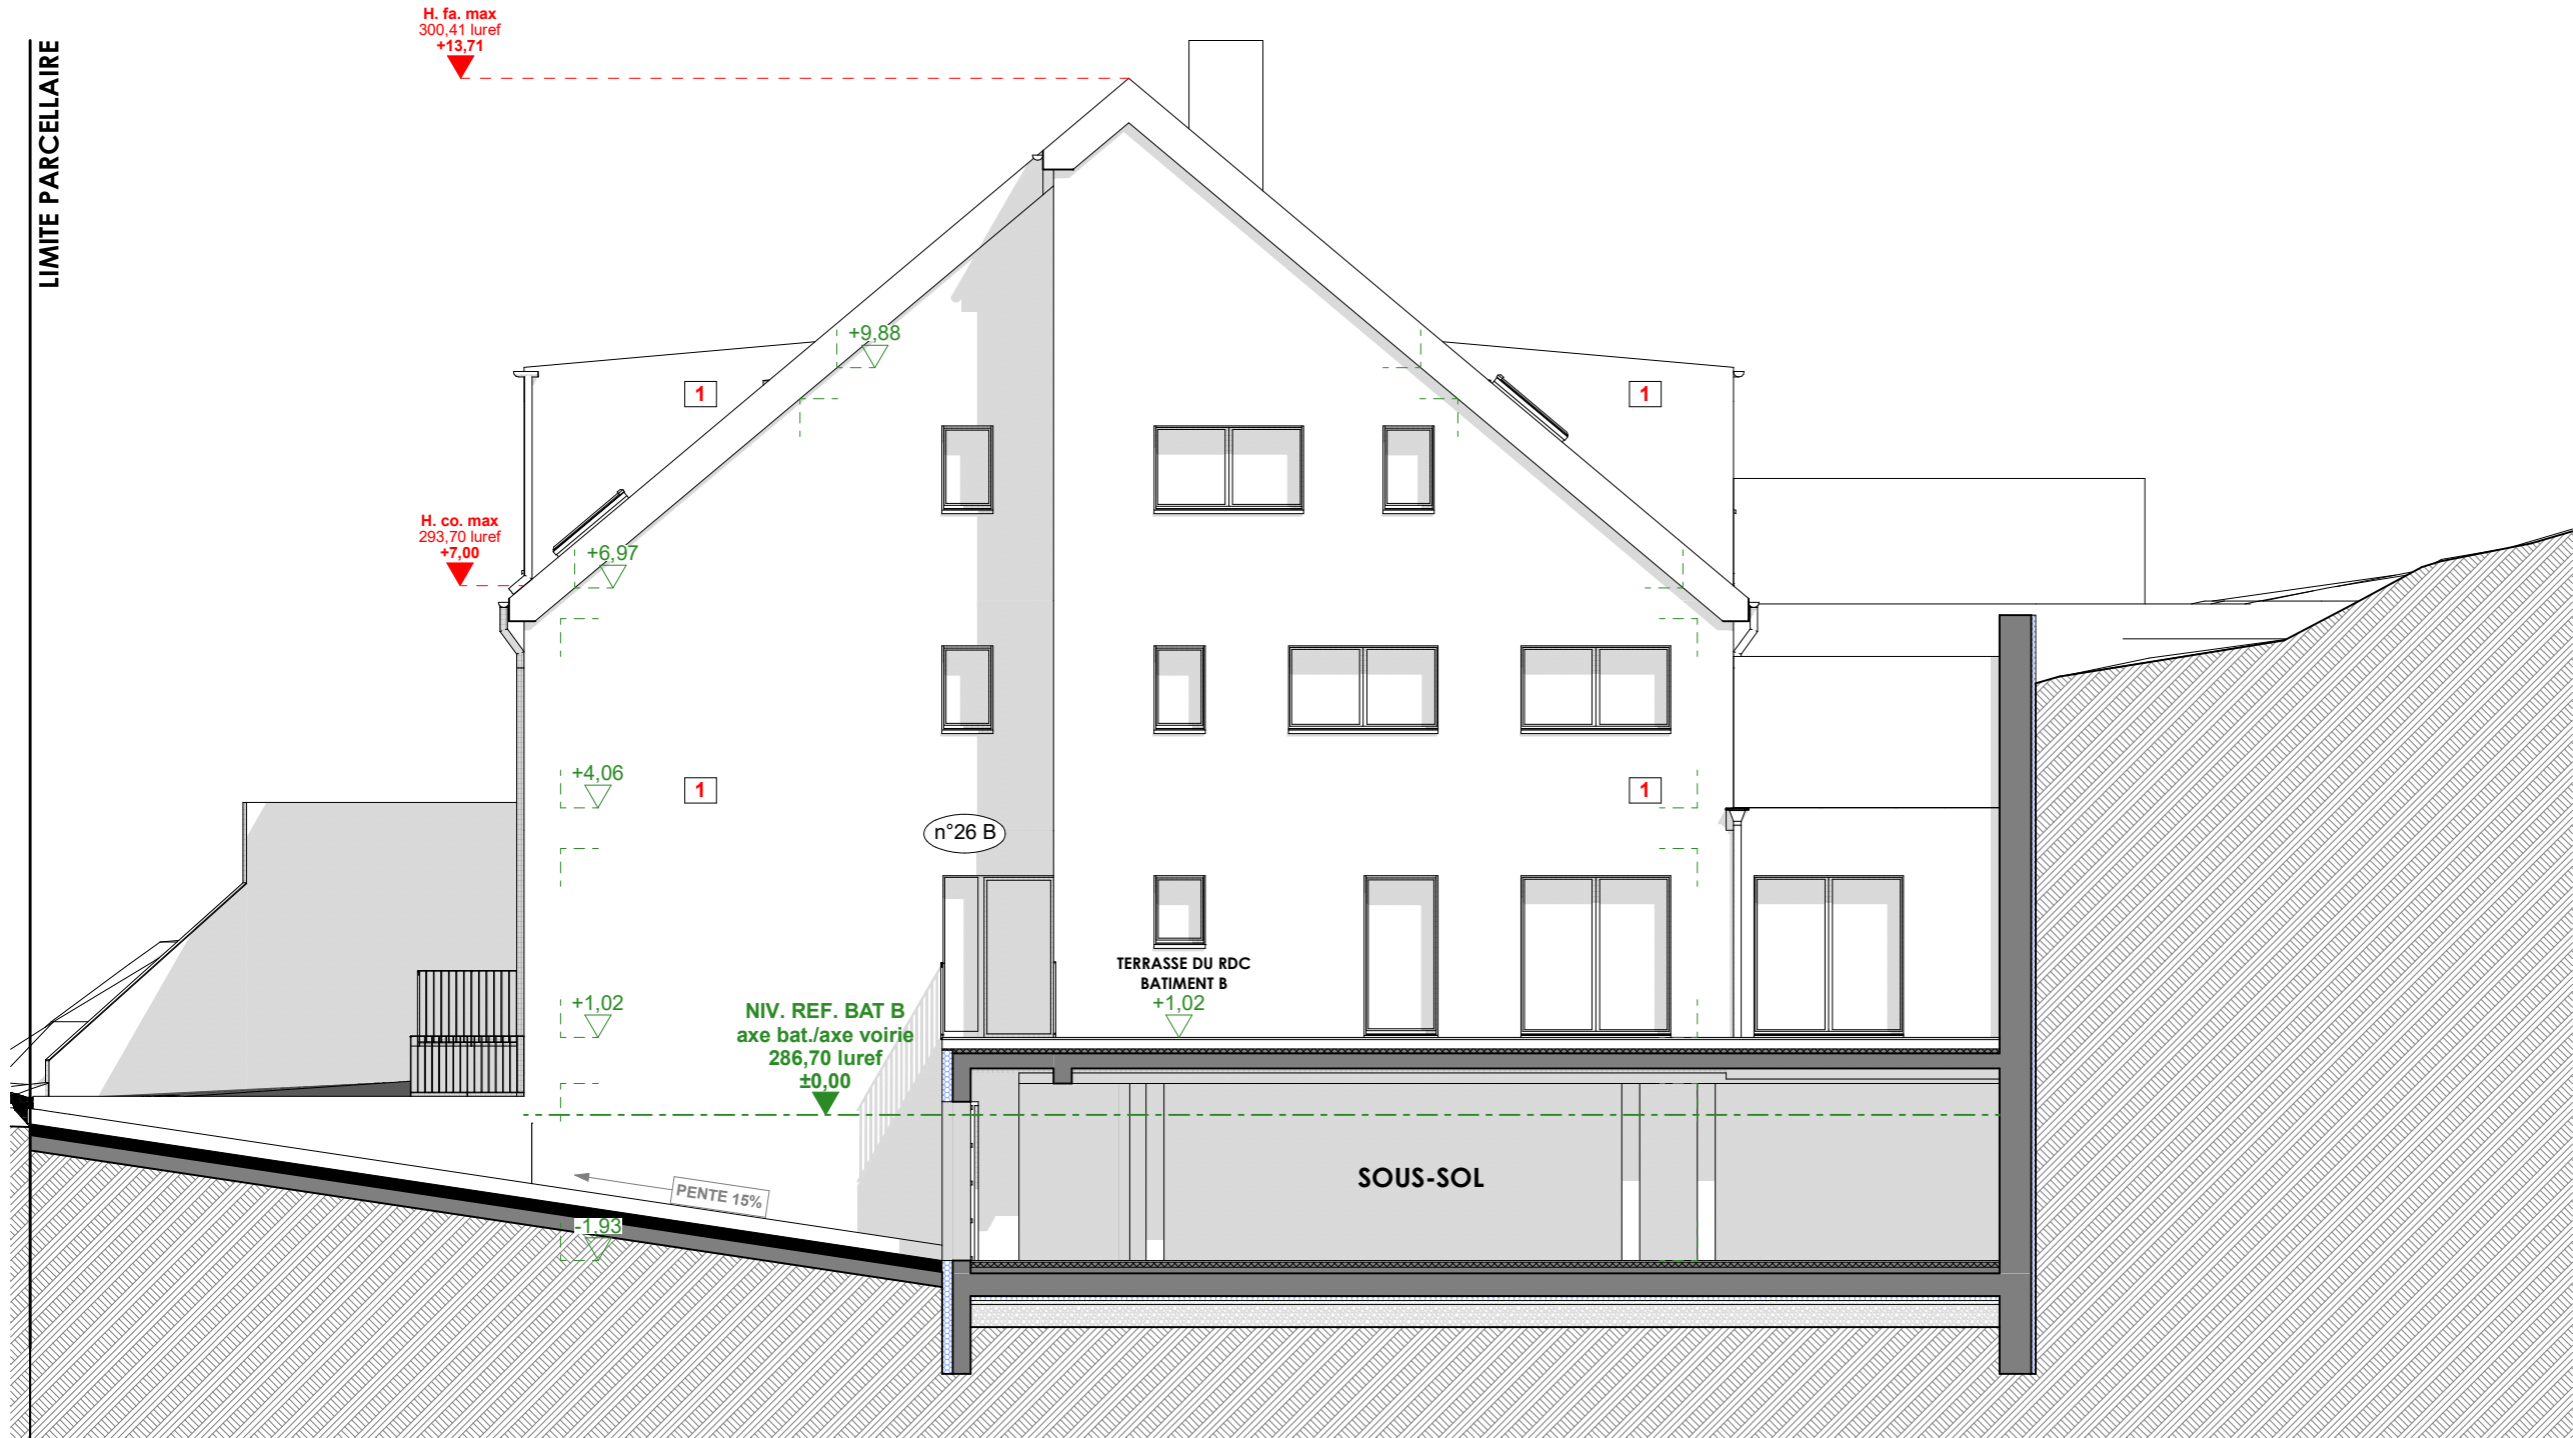 H. fa. max
300,41 luref
+13,71
LIMITE PARCELLAIRE
+9,88
1
1
H. co. max
293,70 luref
+7,00
+6,97
+4,06
1
1
n°26 B
TERRASSE DU RDC
BATIMENT B
+1,02
+1,02
NIV. REF. BAT B
axe bat./axe voirie
286,70 luref
±0,00
SOUS-SOL
PENTE 15%
-1,93